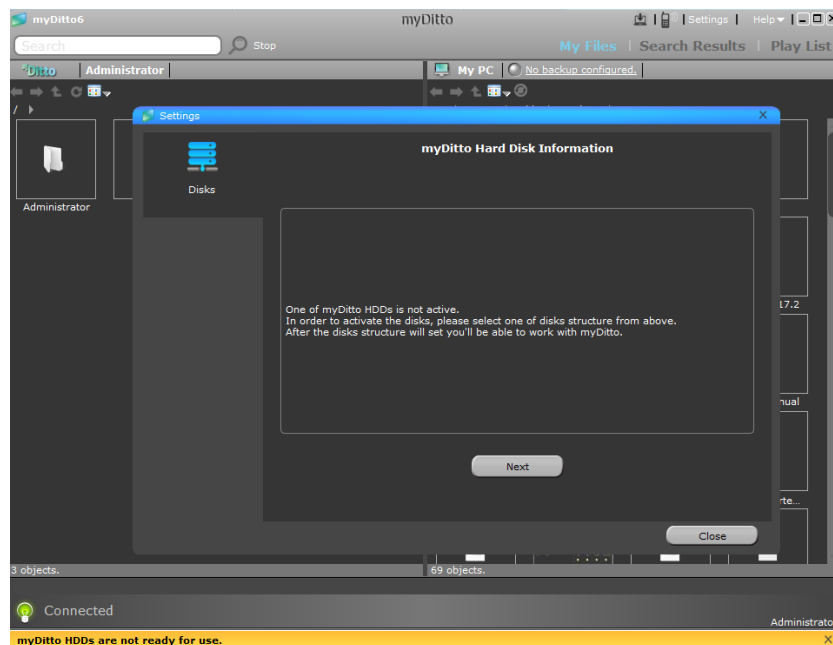 myDitto6
myDitto
Settings
Help
Search
Stop
My Files | Search Results | Play List
Ditto
Administrator
My PC
No backup configured.
/
Settings
X
Disks
myDitto Hard Disk Information
Administrator
One of myDitto HDDs is not active.
In order to activate the disks, please select one of disks structure from above.
After the disks structure will set you'll be able to work with myDitto.
17.2
nual
rte...
Next
Close
3 objects.
69 objects.
Connected
Administrato
myDitto HDDs are not ready for use.
X